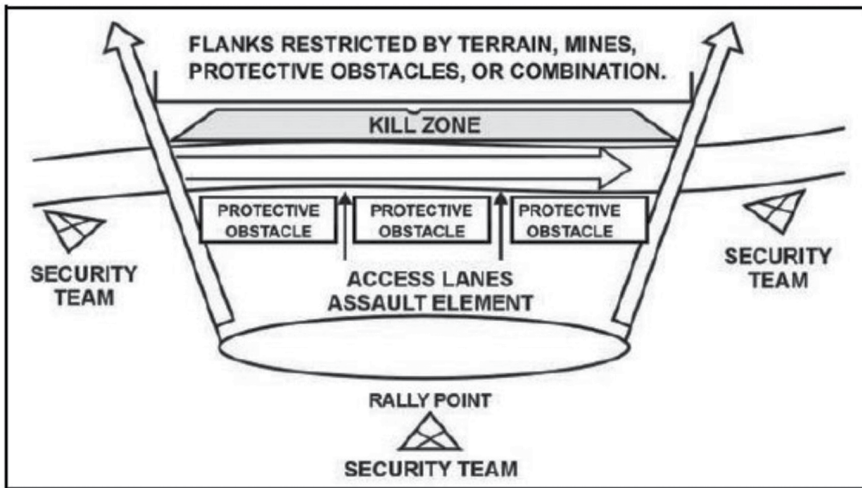 FLANKS RESTRICTED BY TERRAIN, MINES,
PROTECTIVE OBSTACLES, OR COMBINATION.
KILL ZONE
PROTECTIVE
OBSTACLE
PROTECTIVE
OBSTACLE
PROTECTIVE
OBSTACLE
SECURITY
TEAM
ACCESS LANES
ASSAULT ELEMENT
SECURITY
TEAM
RALLY POINT
SECURITY TEAM